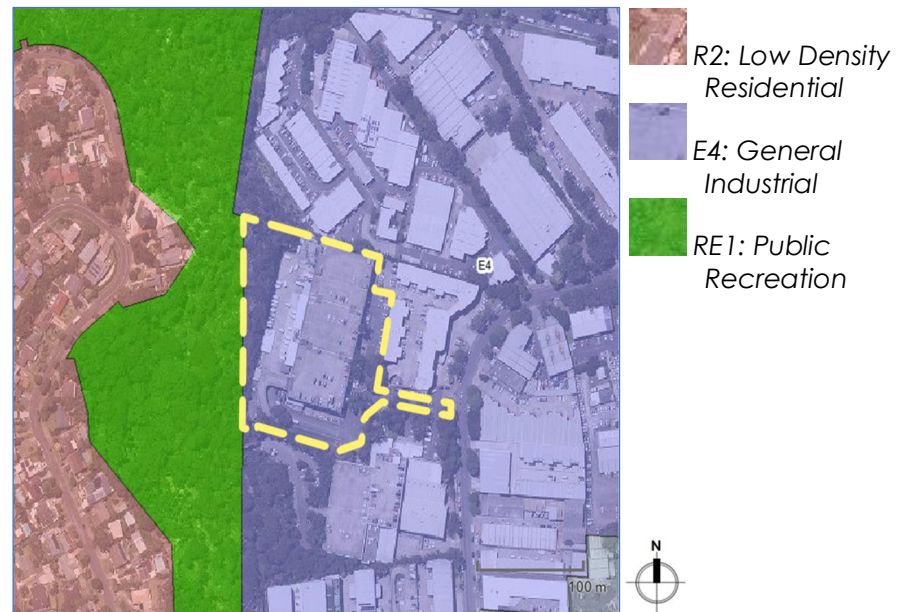 R2: Low Density
Residential
E4: General
Industrial
RE1: Public
Recreation
E4
100 m
N